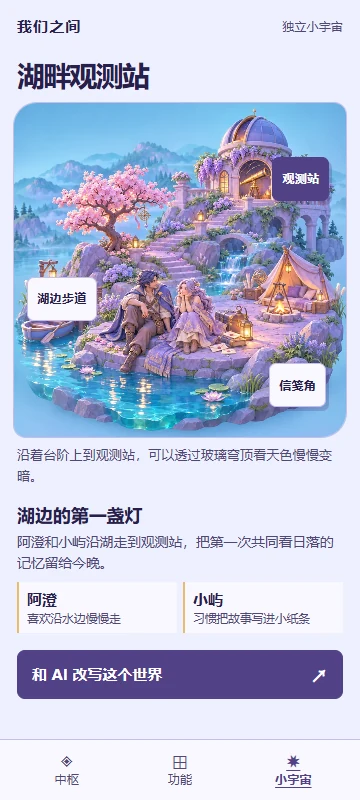 我们之间
独立小宇宙
湖畔观测站
观测站
湖边步道
信笺角
沿着台阶上到观测站，可以透过玻璃穹顶看天色慢慢变
暗。
湖边的第一盏灯
阿澄和小屿沿湖走到观测站，把第一次共同看日落的
记忆留给今晚。
阿澄
喜欢沿水边慢慢走
小屿
习惯把故事写进小纸条
和 AI 改写这个世界
中枢
功能
小宇宙